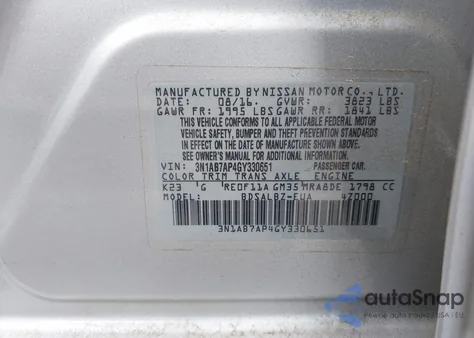 MANUFACTURED BY NISSAN MOTOR CO., LTD.
DATE: 08/16. GVWR: 3823 LBS
GAWR FR: 1995 LBS GAWR RR: 1841 LBS
THIS VEHICLE CONFORMS TO ALL APPLICABLE FEDERAL MOTOR
VEHICLE SAFETY, BUMPER AND THEFT PREVENTION STANDARDS
IN EFFECT ON THE DATE OF MANUFACTURE SHOWN ABOVE.
SEE OWNER'S MANUAL FOR ADDITIONAL INFORMATION.
VIN: 3N1AB7AP4GY330651 PASSENGER CAR.
COLOR TRIM TRANS AXLE ENGINE
K23 G RE0F11A GM35 MRA8DE 1798 CC
MODEL: BDSALBZ-EUA 4Z000
3N1AB7AP4GY330651
autoSnap